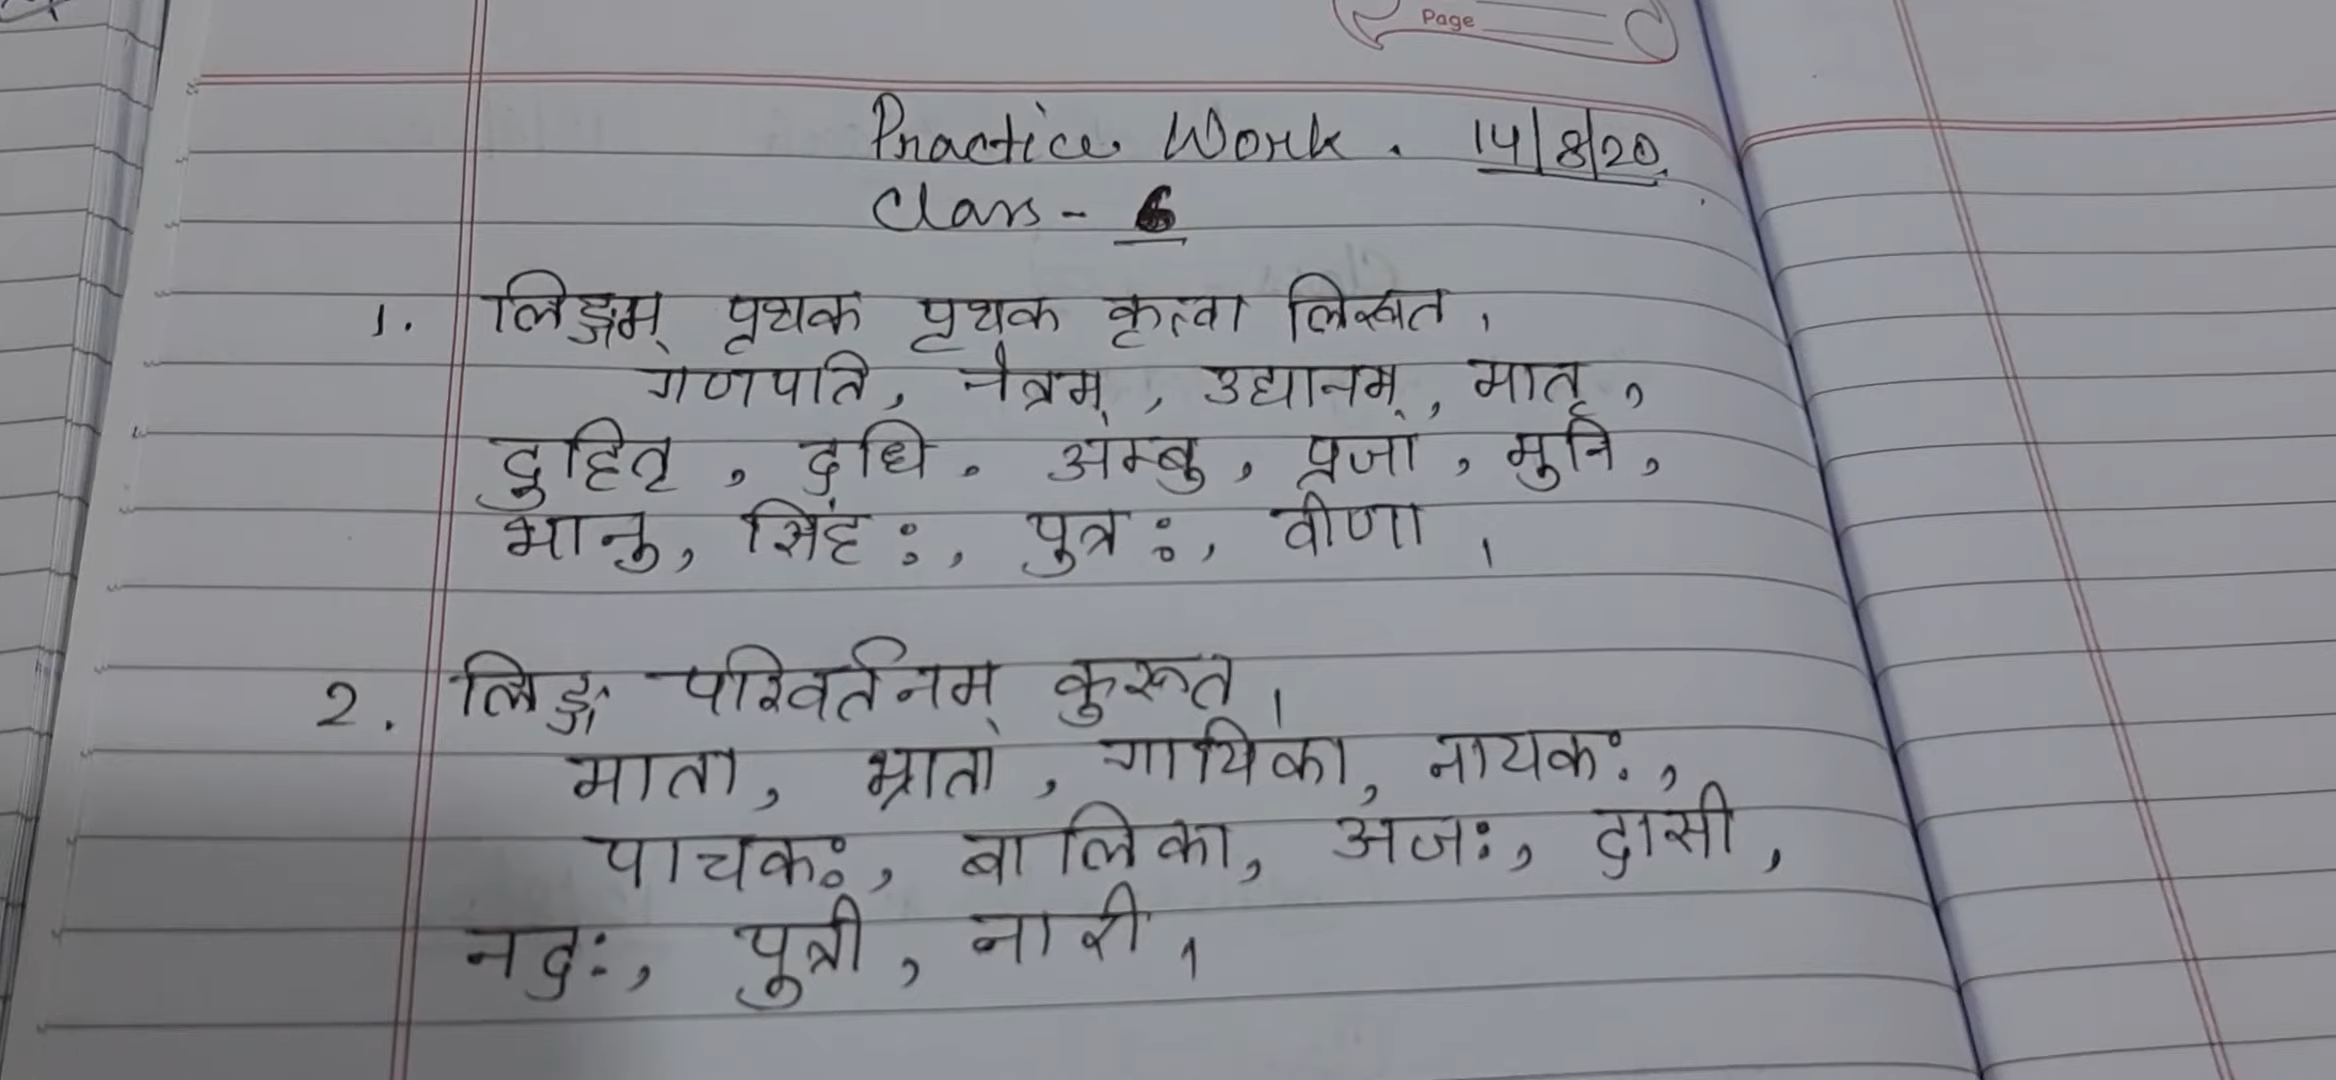 Page
Practice Work. 14/8/20.
Class - 6
1. लिङ्गम् पृथक पृथक कृत्वा लिखत ।
गणपति, नेत्रम्, उद्यानम्, मातृ,
दुहितृ, दधि, अम्बु, प्रजा, मुनि,
भानु, सिंह:, पुत्र:, वीणा ।
2. लिङ्ग परिवर्तनम् कुरूत ।
माता, भ्राता, गायिका, नायक:,
पाचक:, बालिका, अज:, दासी,
नद:, पुत्री, नारी ।